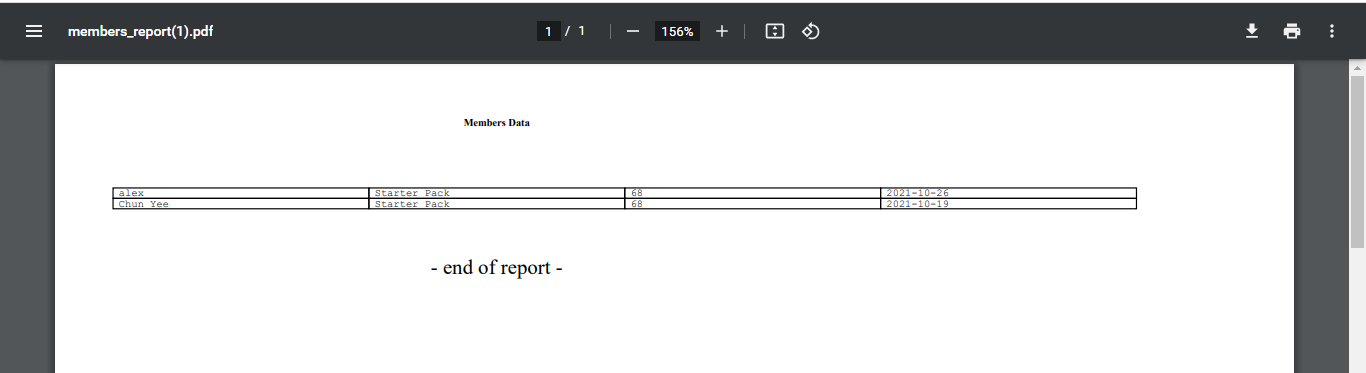 members_report(1).pdf 1 / 1 156%
Members Data
alex Starter Pack 68 2021-10-26
Chun Yee Starter Pack 68 2021-10-19
- end of report -